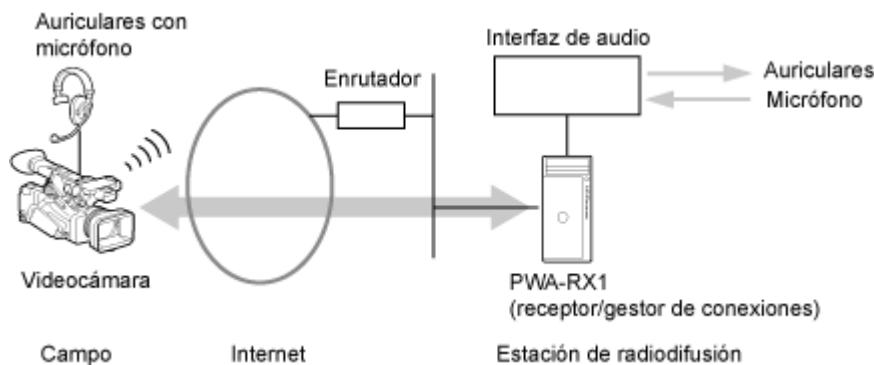 Auriculares con
micrófono
Enrutador
Interfaz de audio
Auriculares
Micrófono
Videocámara
PWA-RX1
(receptor/gestor de conexiones)
Campo
Internet
Estación de radiodifusión